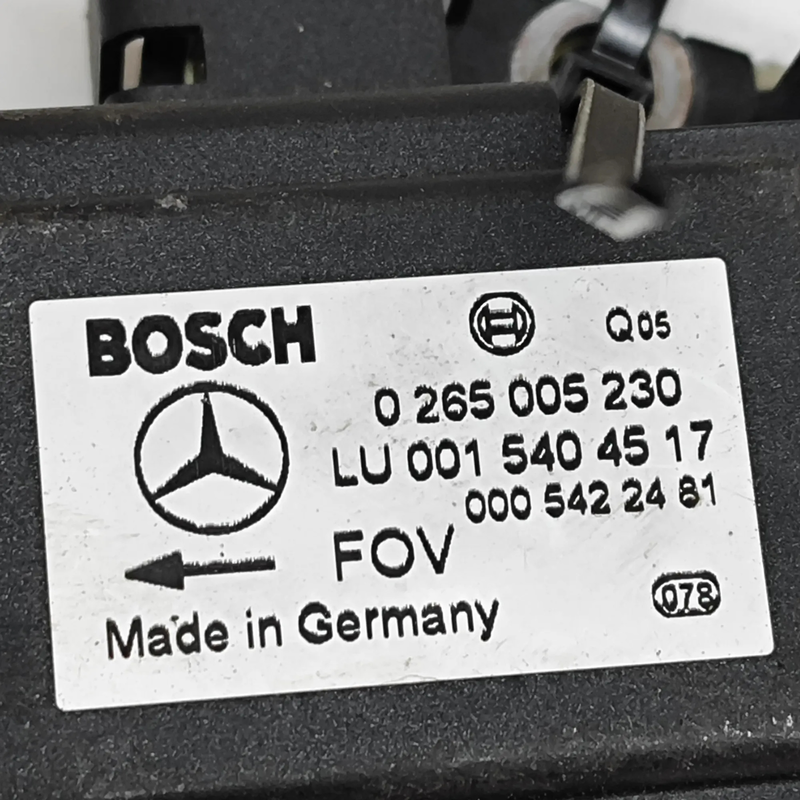 BOSCH
Q05
0 265 005 230
LU 001 540 45 17
000 542 24 81
FOV
Made in Germany
078